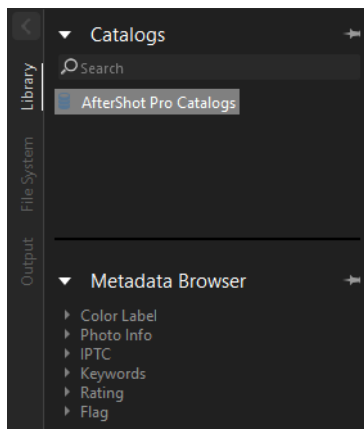 Catalogs
Search
AfterShot Pro Catalogs
Library
File System
Output
Metadata Browser
Color Label
Photo Info
IPTC
Keywords
Rating
Flag